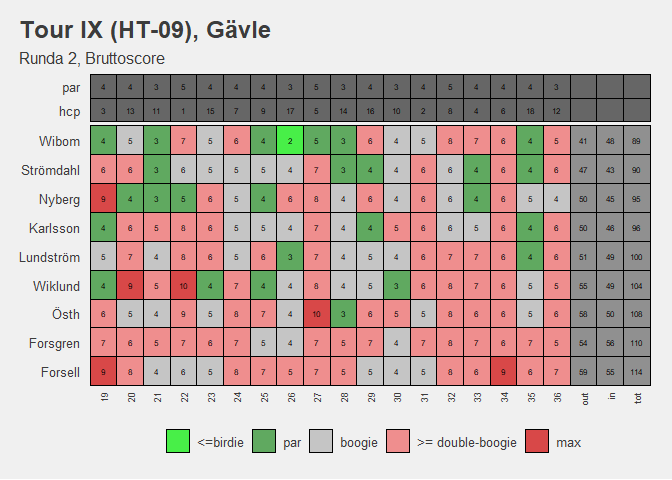 Tour IX (HT-09), Gävle
Runda 2, Bruttoscore
par 4 4 3 5 4 4 4 3 5 3 4 3 4 5 4 4 4 3
hcp 3 13 11 1 15 7 9 17 5 14 16 10 2 8 4 6 18 12
Wibom 4 5 3 7 5 6 4 2 5 3 6 4 5 8 7 6 4 5 41 48 89
Strömdahl 6 6 3 6 5 5 5 4 7 3 4 4 6 6 4 6 4 6 47 43 90
Nyberg 9 4 3 5 6 5 4 6 8 4 6 4 6 6 4 6 5 4 50 45 95
Karlsson 4 6 5 8 6 5 5 4 7 4 4 5 6 6 5 6 4 6 50 46 96
Lundström 5 7 4 8 6 5 6 3 7 4 5 4 6 7 7 6 4 6 51 49 100
Wiklund 4 9 5 10 4 7 4 4 8 4 5 3 6 8 7 6 5 5 55 49 104
Östh 6 5 4 9 5 8 7 4 10 3 6 5 5 8 6 6 6 5 58 50 108
Forsgren 7 6 5 7 6 7 5 4 7 5 7 4 7 8 7 6 7 5 54 56 110
Forsell 9 8 4 6 5 8 7 5 7 5 5 4 5 8 6 9 7 6 59 55 114
19 20 21 22 23 24 25 26 27 28 29 30 31 32 33 34 35 36 out in tot
<=birdie par boogie >= double-boogie max